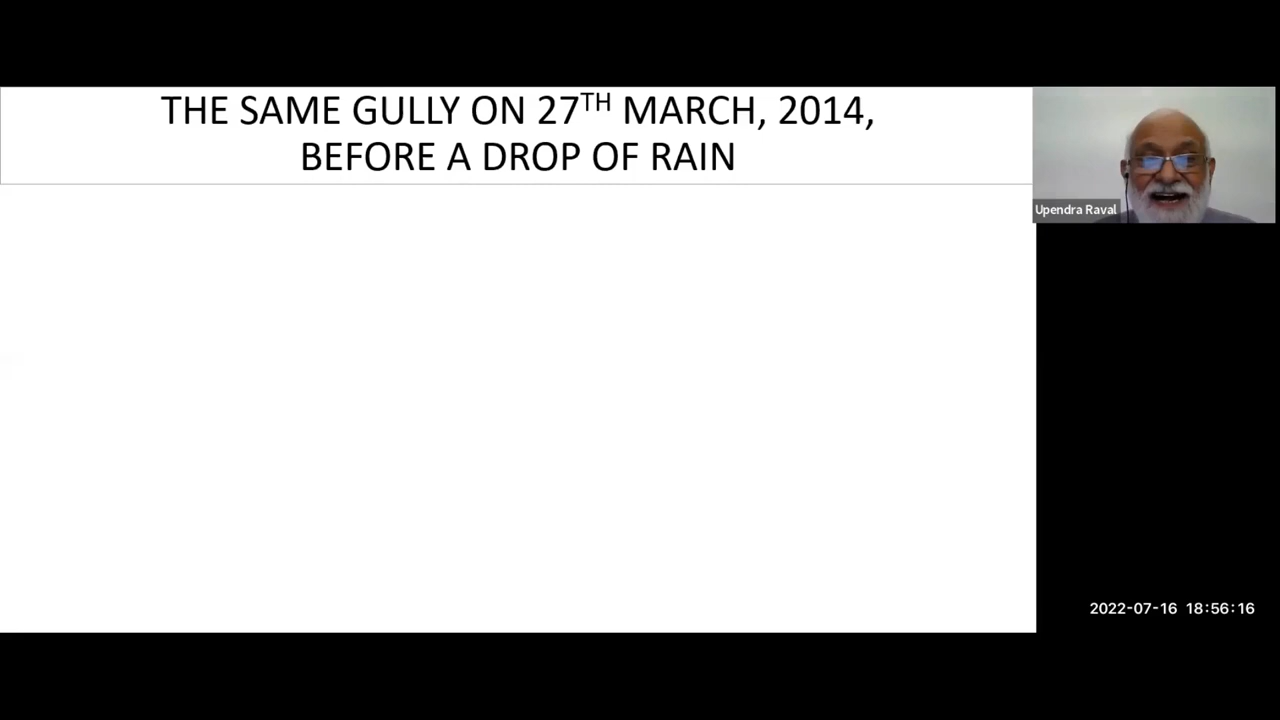 THE SAME GULLY ON 27TH MARCH, 2014,
BEFORE A DROP OF RAIN
Upendra Raval
2022-07-16 18:56:16